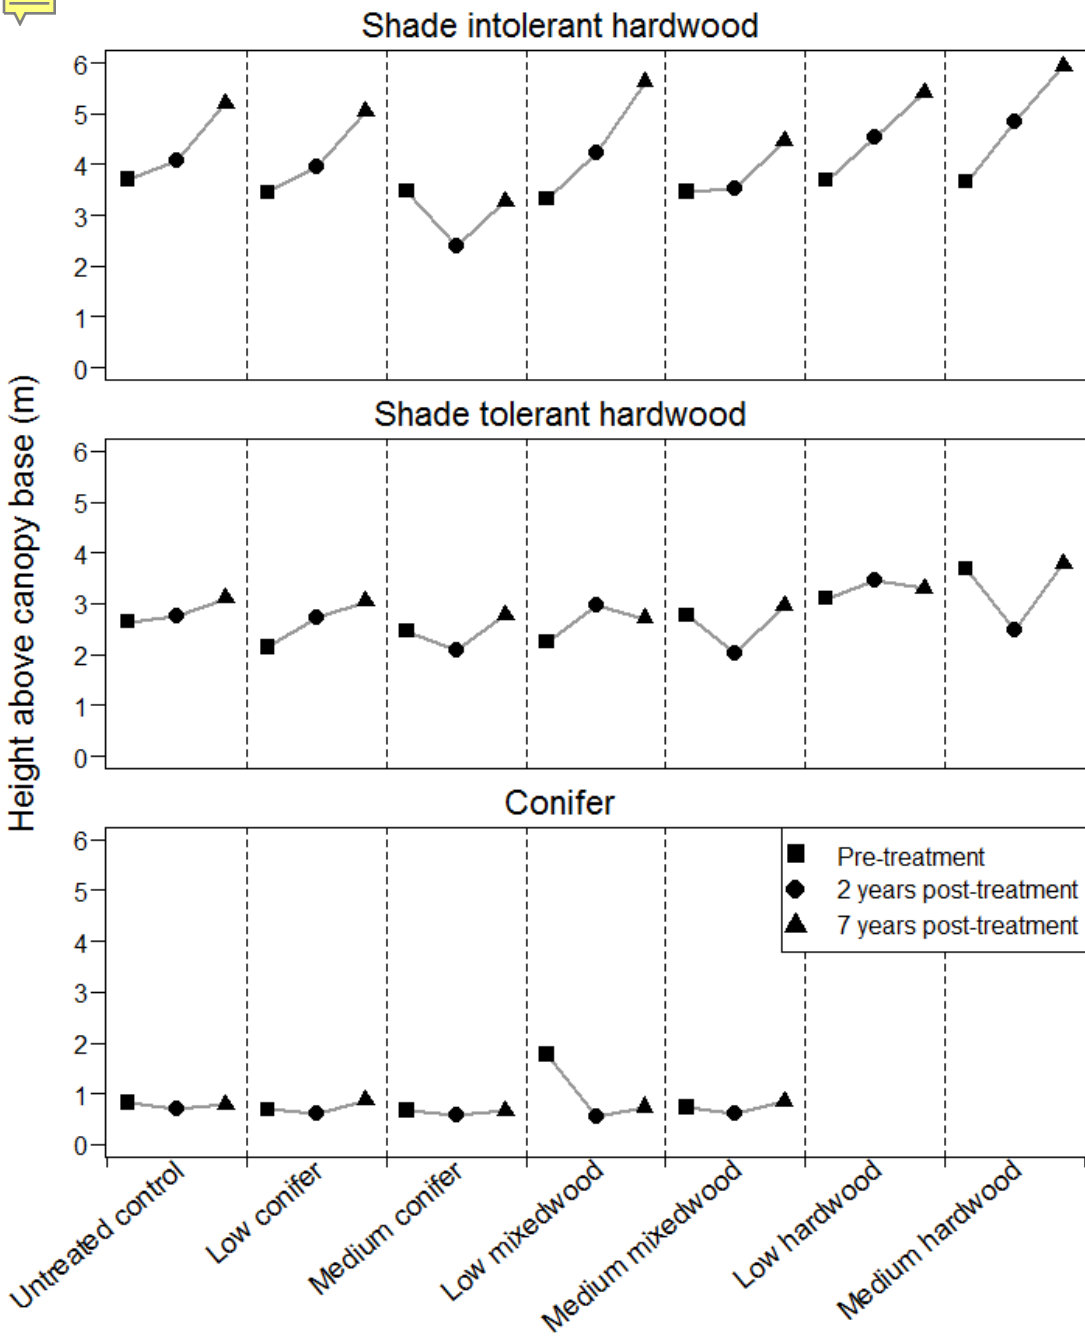 Shade intolerant hardwood
6
5
4
3
2
1
0
Shade tolerant hardwood
6
5
4
3
2
1
0
Height above canopy base (m)
Conifer
6
5
4
3
2
1
0
Pre-treatment
2 years post-treatment
7 years post-treatment
Untreated control
Low conifer
Medium conifer
Low mixedwood
Medium mixedwood
Low hardwood
Medium hardwood